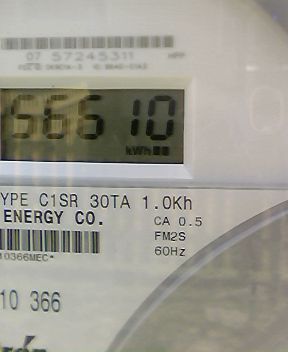 07 57245311
56610
kWh
YPE C1SR 30TA 1.0Kh
ENERGY CO.
CA 0.5
FM2S
60Hz
10366MEC*
10 366